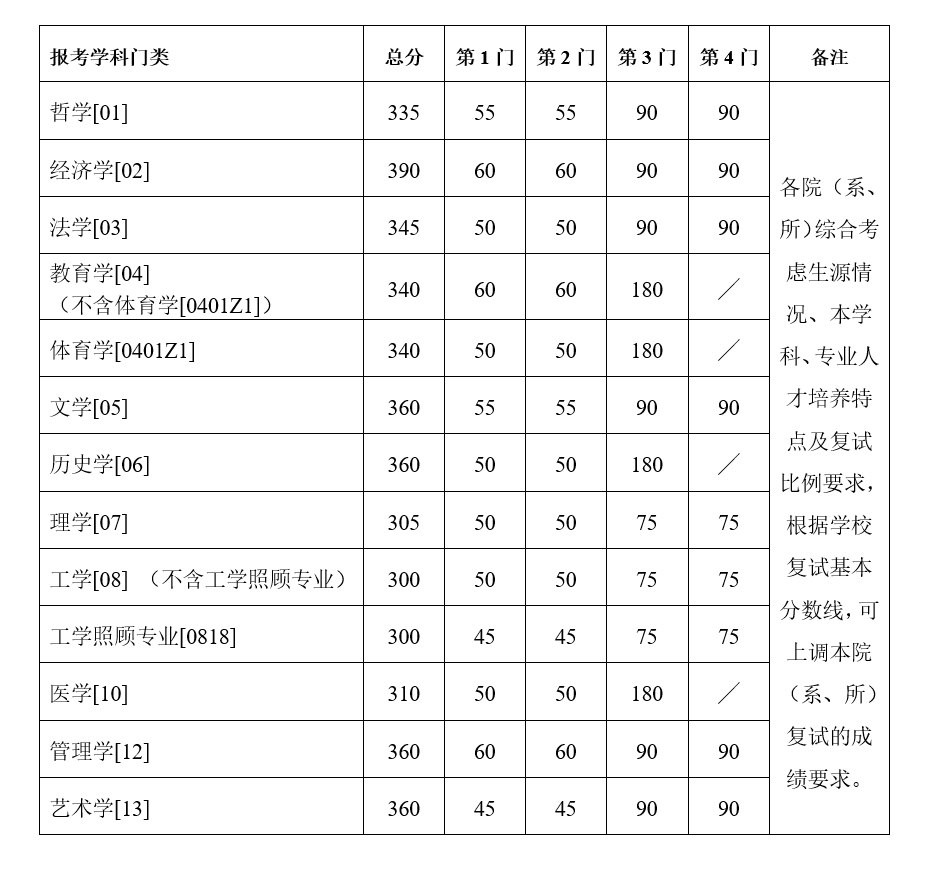 报考学科门类 总分 第1门 第2门 第3门 第4门 备注
哲学[01] 335 55 55 90 90
经济学[02] 390 60 60 90 90
法学[03] 345 50 50 90 90
教育学[04]
（不含体育学[0401Z1]） 340 60 60 180 ／
体育学[0401Z1] 340 50 50 180 ／
文学[05] 360 55 55 90 90
历史学[06] 360 50 50 180 ／
理学[07] 305 50 50 75 75
工学[08] （不含工学照顾专业） 300 50 50 75 75
工学照顾专业[0818] 300 45 45 75 75
医学[10] 310 50 50 180 ／
管理学[12] 360 60 60 90 90
艺术学[13] 360 45 45 90 90
各院（系、
所）综合考
虑生源情
况、本学
科、专业人
才培养特
点及复试
比例要求，
根据学校
复试基本
分数线，可
上调本院
（系、所）
复试的成
绩要求。